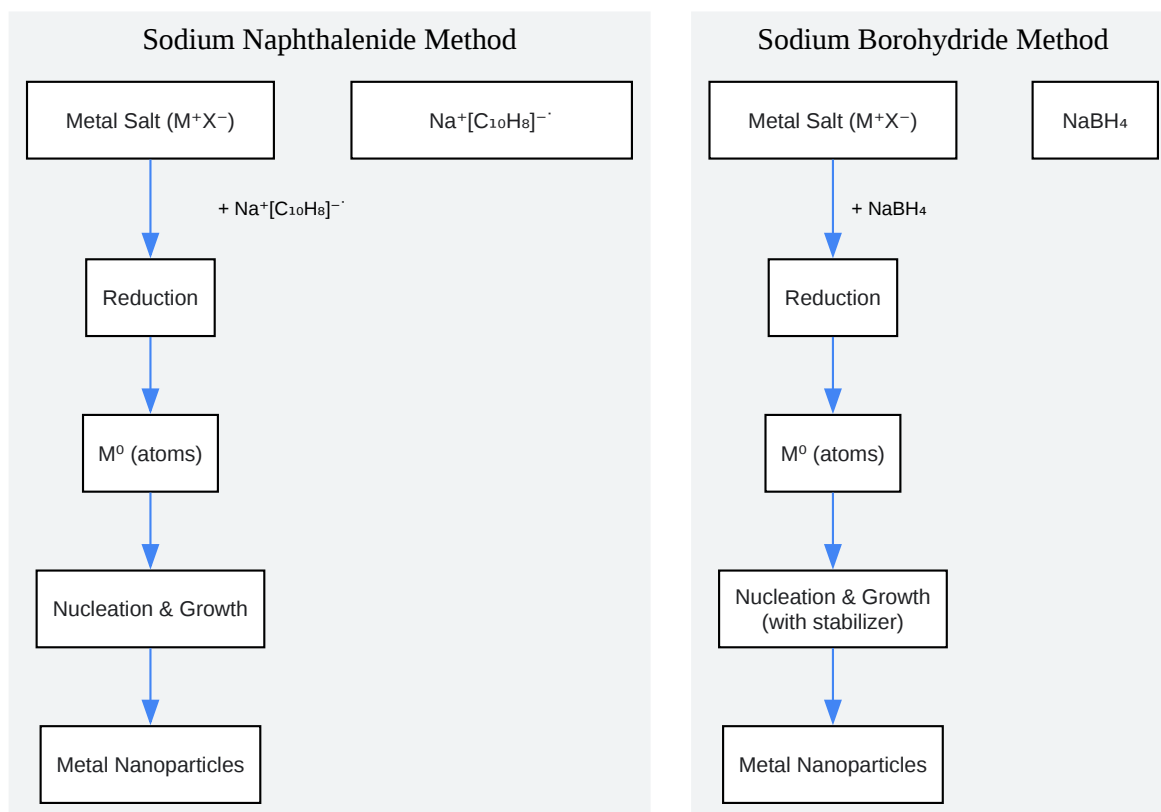 Sodium Naphthalenide Method
Metal Salt (M⁺X⁻)
Na⁺[C₁₀H₈]⁻˙
+ Na⁺[C₁₀H₈]⁻˙
Reduction
M⁰ (atoms)
Nucleation & Growth
Metal Nanoparticles
Sodium Borohydride Method
Metal Salt (M⁺X⁻)
NaBH₄
+ NaBH₄
Reduction
M⁰ (atoms)
Nucleation & Growth
(with stabilizer)
Metal Nanoparticles